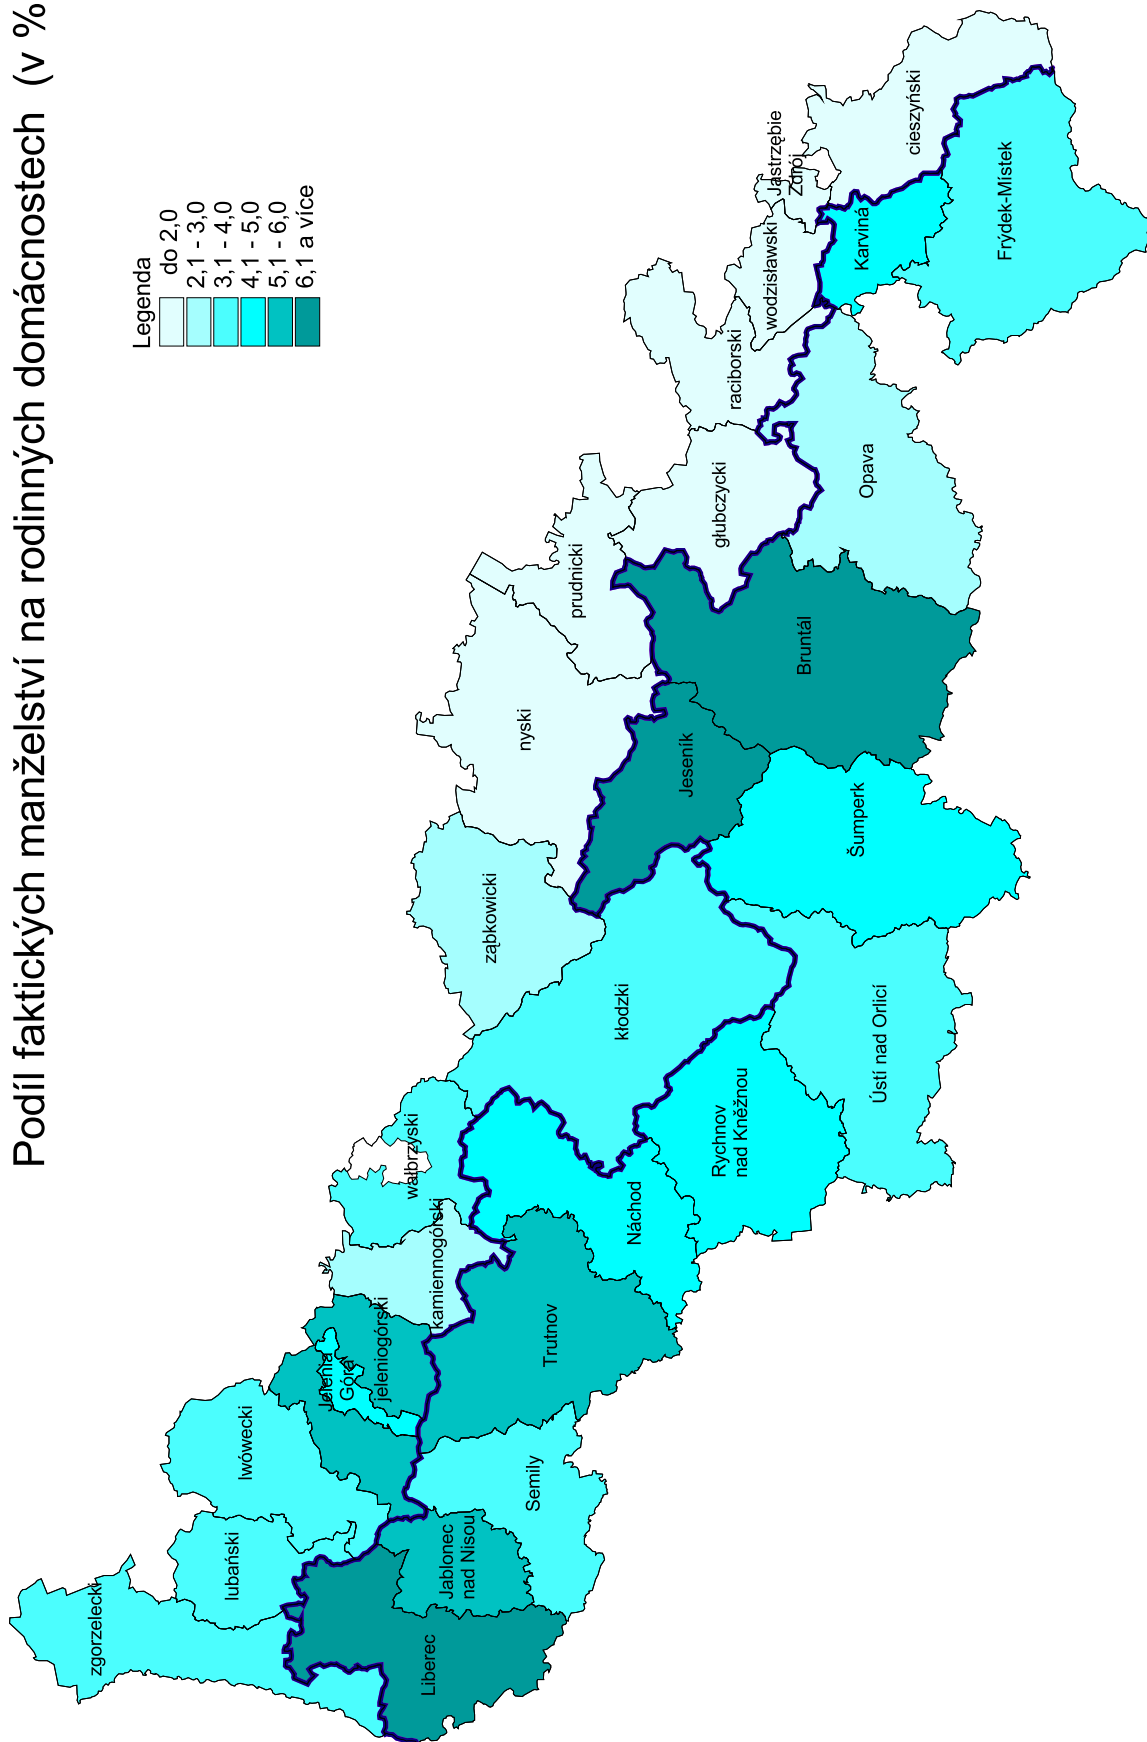 Podíl faktických manželství na rodinných domácnostech (v %
Legenda
do 2,0
2,1 - 3,0
3,1 - 4,0
4,1 - 5,0
5,1 - 6,0
6,1 a více
zgorzelecki
lubański
lwówecki
Jelenia
Góra
jeleniogórski
kamiennogórski
wałbrzyski
kłodzki
ząbkowicki
nyski
prudnicki
głubczycki
raciborski
wodzisławski
Jastrzębie
Zdrój
cieszyński
Liberec
Jablonec
nad Nisou
Semily
Trutnov
Náchod
Rychnov
nad Kněžnou
Ústí nad Orlicí
Šumperk
Jeseník
Bruntál
Opava
Karviná
Frýdek-Místek